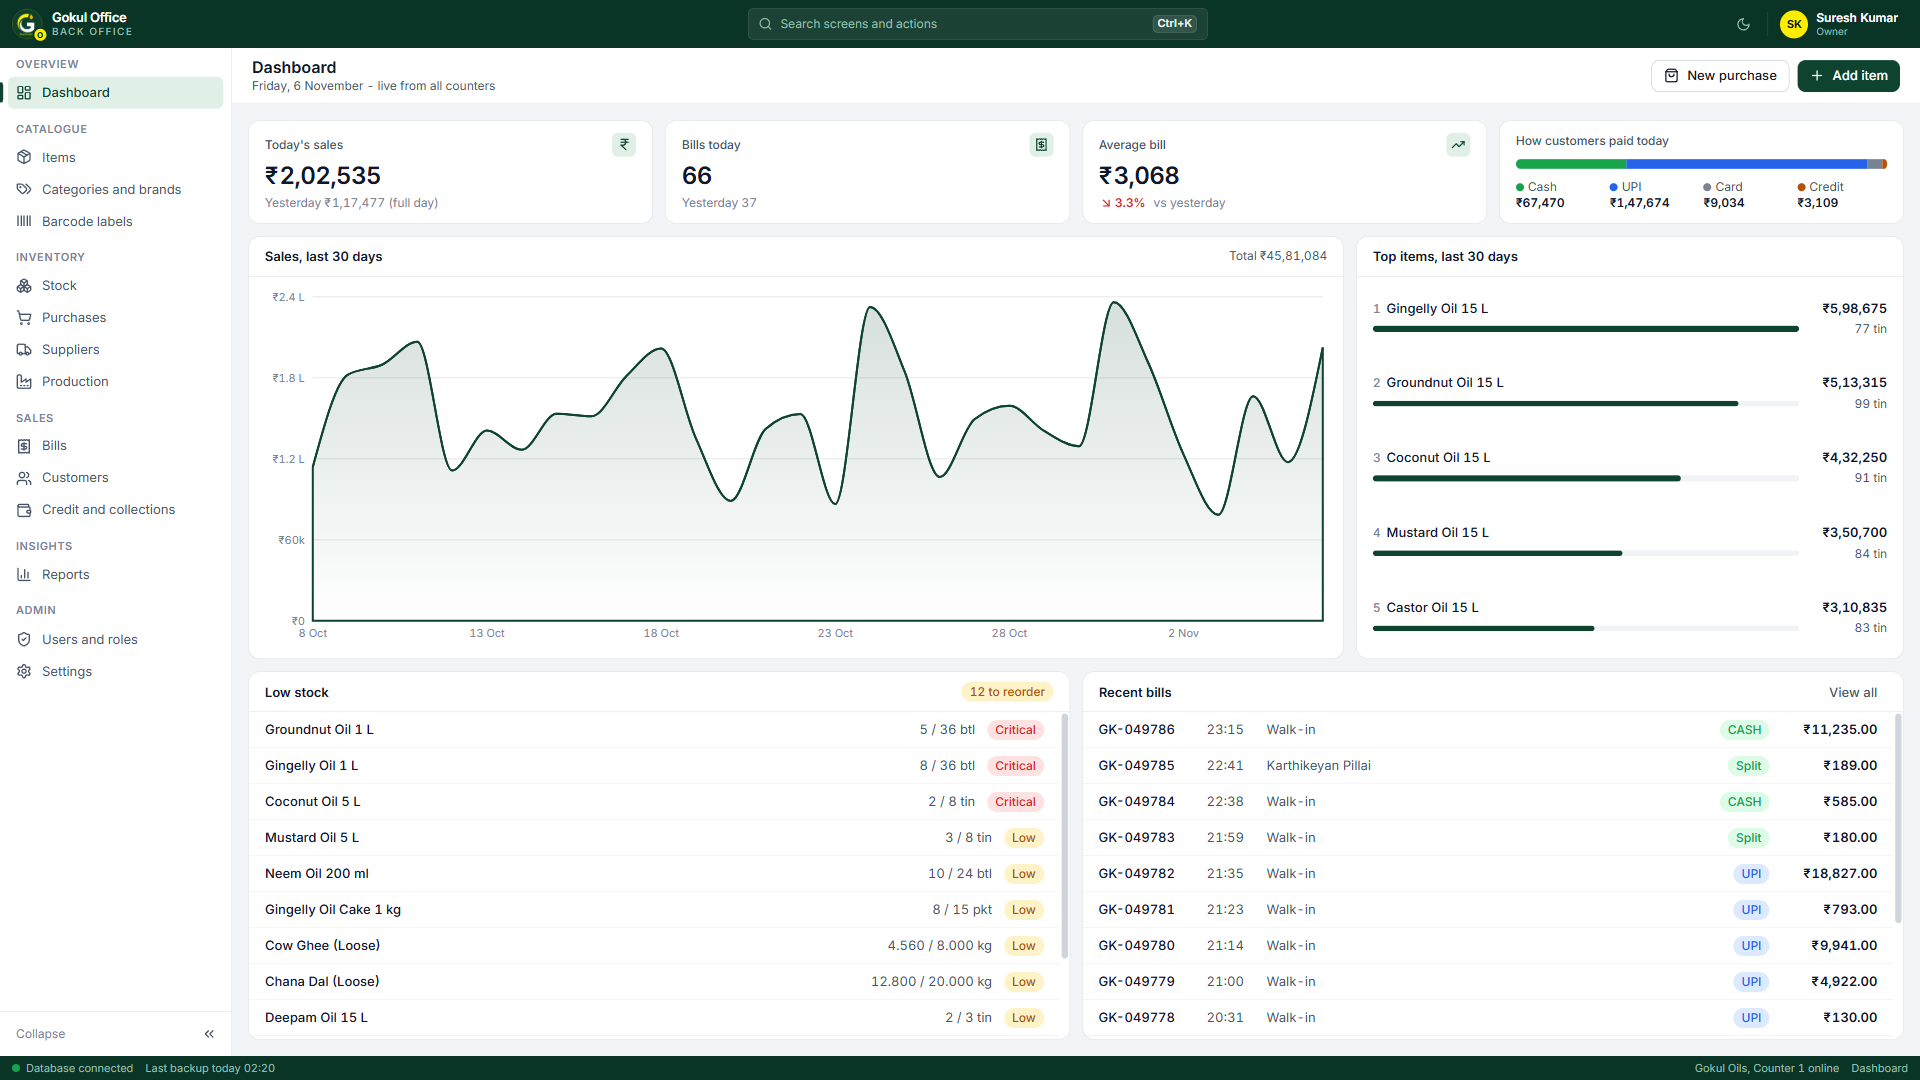 Gokul Office
BACK OFFICE
Search screens and actions
Ctrl+K
SK
Suresh Kumar
Owner
OVERVIEW
Dashboard
CATALOGUE
Items
Categories and brands
Barcode labels
INVENTORY
Stock
Purchases
Suppliers
Production
SALES
Bills
Customers
Credit and collections
INSIGHTS
Reports
ADMIN
Users and roles
Settings
Collapse
Dashboard
Friday, 6 November - live from all counters
New purchase
Add item
Today's sales
₹2,02,535
Yesterday ₹1,17,477 (full day)
Bills today
66
Yesterday 37
Average bill
₹3,068
3.3% vs yesterday
How customers paid today
Cash ₹67,470
UPI ₹1,47,674
Card ₹9,034
Credit ₹3,109
Sales, last 30 days
Total ₹45,81,084
₹2.4 L
₹1.8 L
₹1.2 L
₹60k
₹0
8 Oct 13 Oct 18 Oct 23 Oct 28 Oct 2 Nov
Top items, last 30 days
1 Gingelly Oil 15 L ₹5,98,675
77 tin
2 Groundnut Oil 15 L ₹5,13,315
99 tin
3 Coconut Oil 15 L ₹4,32,250
91 tin
4 Mustard Oil 15 L ₹3,50,700
84 tin
5 Castor Oil 15 L ₹3,10,835
83 tin
Low stock
12 to reorder
Groundnut Oil 1 L 5 / 36 btl Critical
Gingelly Oil 1 L 8 / 36 btl Critical
Coconut Oil 5 L 2 / 8 tin Critical
Mustard Oil 5 L 3 / 8 tin Low
Neem Oil 200 ml 10 / 24 btl Low
Gingelly Oil Cake 1 kg 8 / 15 pkt Low
Cow Ghee (Loose) 4.560 / 8.000 kg Low
Chana Dal (Loose) 12.800 / 20.000 kg Low
Deepam Oil 15 L 2 / 3 tin Low
Recent bills
View all
GK-049786 23:15 Walk-in CASH ₹11,235.00
GK-049785 22:41 Karthikeyan Pillai Split ₹189.00
GK-049784 22:38 Walk-in CASH ₹585.00
GK-049783 21:59 Walk-in Split ₹180.00
GK-049782 21:35 Walk-in UPI ₹18,827.00
GK-049781 21:23 Walk-in UPI ₹793.00
GK-049780 21:14 Walk-in UPI ₹9,941.00
GK-049779 21:00 Walk-in UPI ₹4,922.00
GK-049778 20:31 Walk-in UPI ₹130.00
Database connected
Last backup today 02:20
Gokul Oils, Counter 1 online
Dashboard